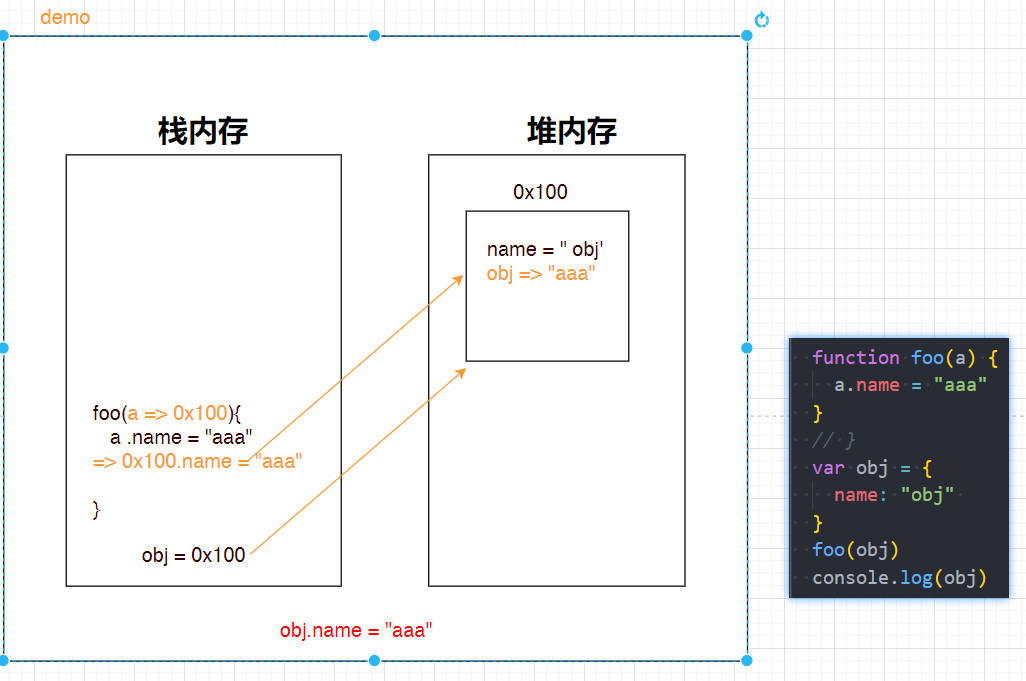 demo
栈内存
堆内存
0x100
name = " obj'
obj => "aaa"
foo(a => 0x100){
a .name = "aaa"
=> 0x100.name = "aaa"
}
obj = 0x100
obj.name = "aaa"
function foo(a) {
a.name = "aaa"
}
// }
var obj = {
name: "obj"
}
foo(obj)
console.log(obj)